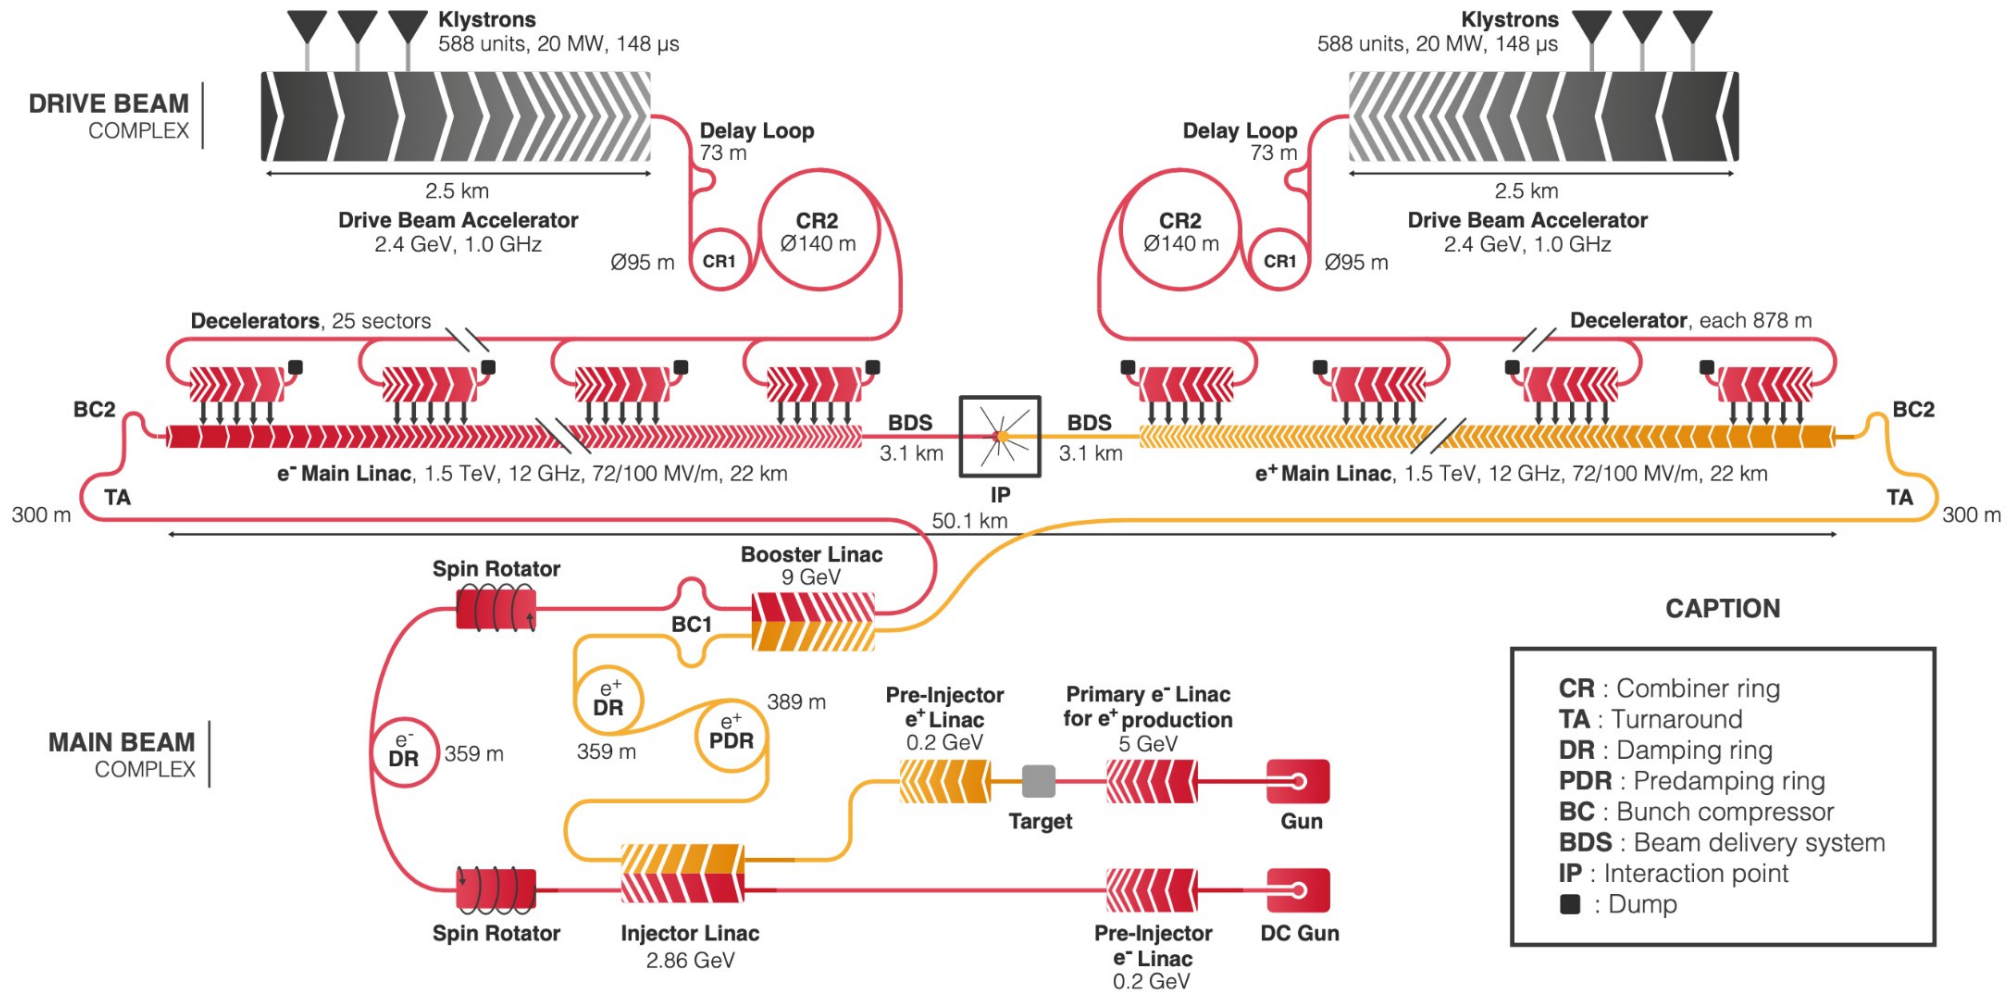 Klystrons
588 units, 20 MW, 148 µs
Klystrons
588 units, 20 MW, 148 µs
DRIVE BEAM
COMPLEX
Delay Loop
73 m
Delay Loop
73 m
2.5 km
Drive Beam Accelerator
2.4 GeV, 1.0 GHz
2.5 km
Drive Beam Accelerator
2.4 GeV, 1.0 GHz
CR2
Ø140 m
CR1
Ø95 m
CR2
Ø140 m
CR1
Ø95 m
Decelerators, 25 sectors
Decelerator, each 878 m
BC2
BDS
3.1 km
BDS
3.1 km
BC2
e⁻ Main Linac, 1.5 TeV, 12 GHz, 72/100 MV/m, 22 km
IP
e⁺ Main Linac, 1.5 TeV, 12 GHz, 72/100 MV/m, 22 km
TA
300 m
TA
300 m
50.1 km
Spin Rotator
Booster Linac
9 GeV
BC1
MAIN BEAM
COMPLEX
e⁻
DR
359 m
e⁺
DR
359 m
e⁺
PDR
389 m
Pre-Injector
e⁺ Linac
0.2 GeV
Primary e⁻ Linac
for e⁺ production
5 GeV
Target
Gun
Spin Rotator
Injector Linac
2.86 GeV
Pre-Injector
e⁻ Linac
0.2 GeV
DC Gun
CAPTION
CR : Combiner ring
TA : Turnaround
DR : Damping ring
PDR : Predamping ring
BC : Bunch compressor
BDS : Beam delivery system
IP : Interaction point
: Dump